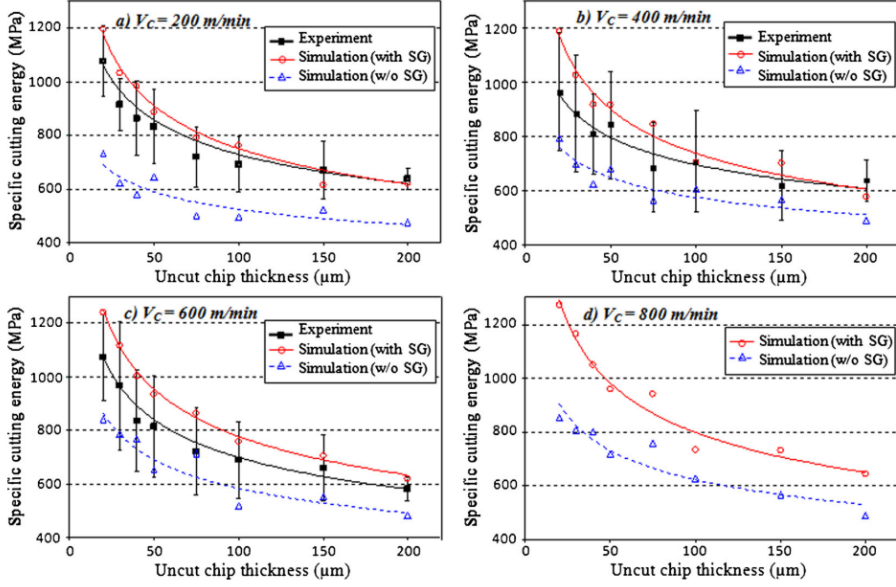 a) V_C = 200 m/min
Experiment
Simulation (with SG)
Simulation (w/o SG)
Specific cutting energy (MPa)
1200
1000
800
600
400
0 50 100 150 200
Uncut chip thickness (µm)
b) V_C = 400 m/min
Experiment
Simulation (with SG)
Simulation (w/o SG)
Specific cutting energy (MPa)
1200
1000
800
600
400
0 50 100 150 200
Uncut chip thickness (µm)
c) V_C = 600 m/min
Experiment
Simulation (with SG)
Simulation (w/o SG)
Specific cutting energy (MPa)
1200
1000
800
600
400
0 50 100 150 200
Uncut chip thickness (µm)
d) V_C = 800 m/min
Simulation (with SG)
Simulation (w/o SG)
Specific cutting energy (MPa)
1200
1000
800
600
400
0 50 100 150 200
Uncut chip thickness (µm)